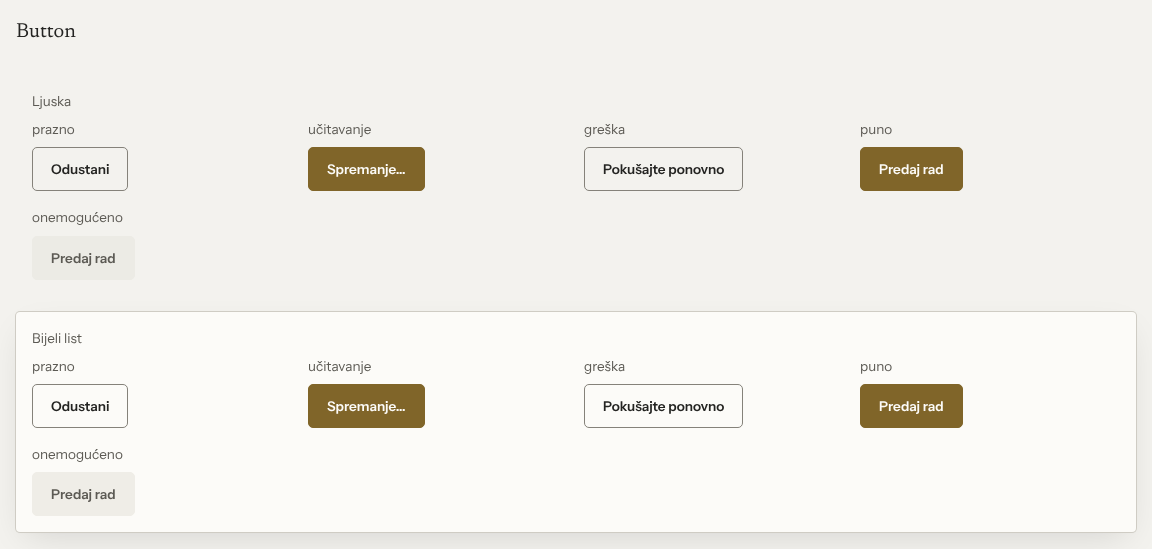 Button
Ljuska
prazno učitavanje greška puno
Odustani Spremanje... Pokušajte ponovno Predaj rad
onemogućeno
Predaj rad
Bijeli list
prazno učitavanje greška puno
Odustani Spremanje... Pokušajte ponovno Predaj rad
onemogućeno
Predaj rad